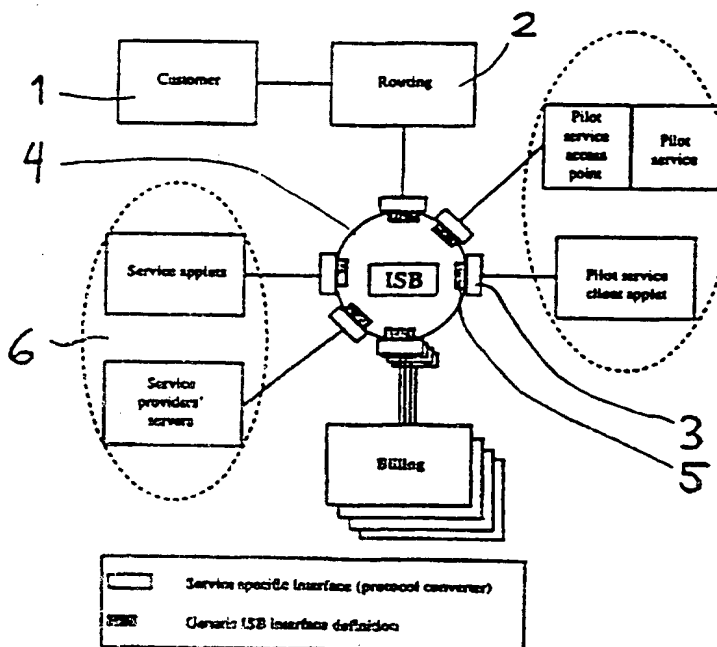 1
Customer
Routing
2
4
Pilot
service
access
point
Pilot
service
Service applets
ISB
Pilot service
client applet
6
Service
providers'
servers
3
5
Billing
Service specific interface (protocol converter)
Generic ISB interface definition